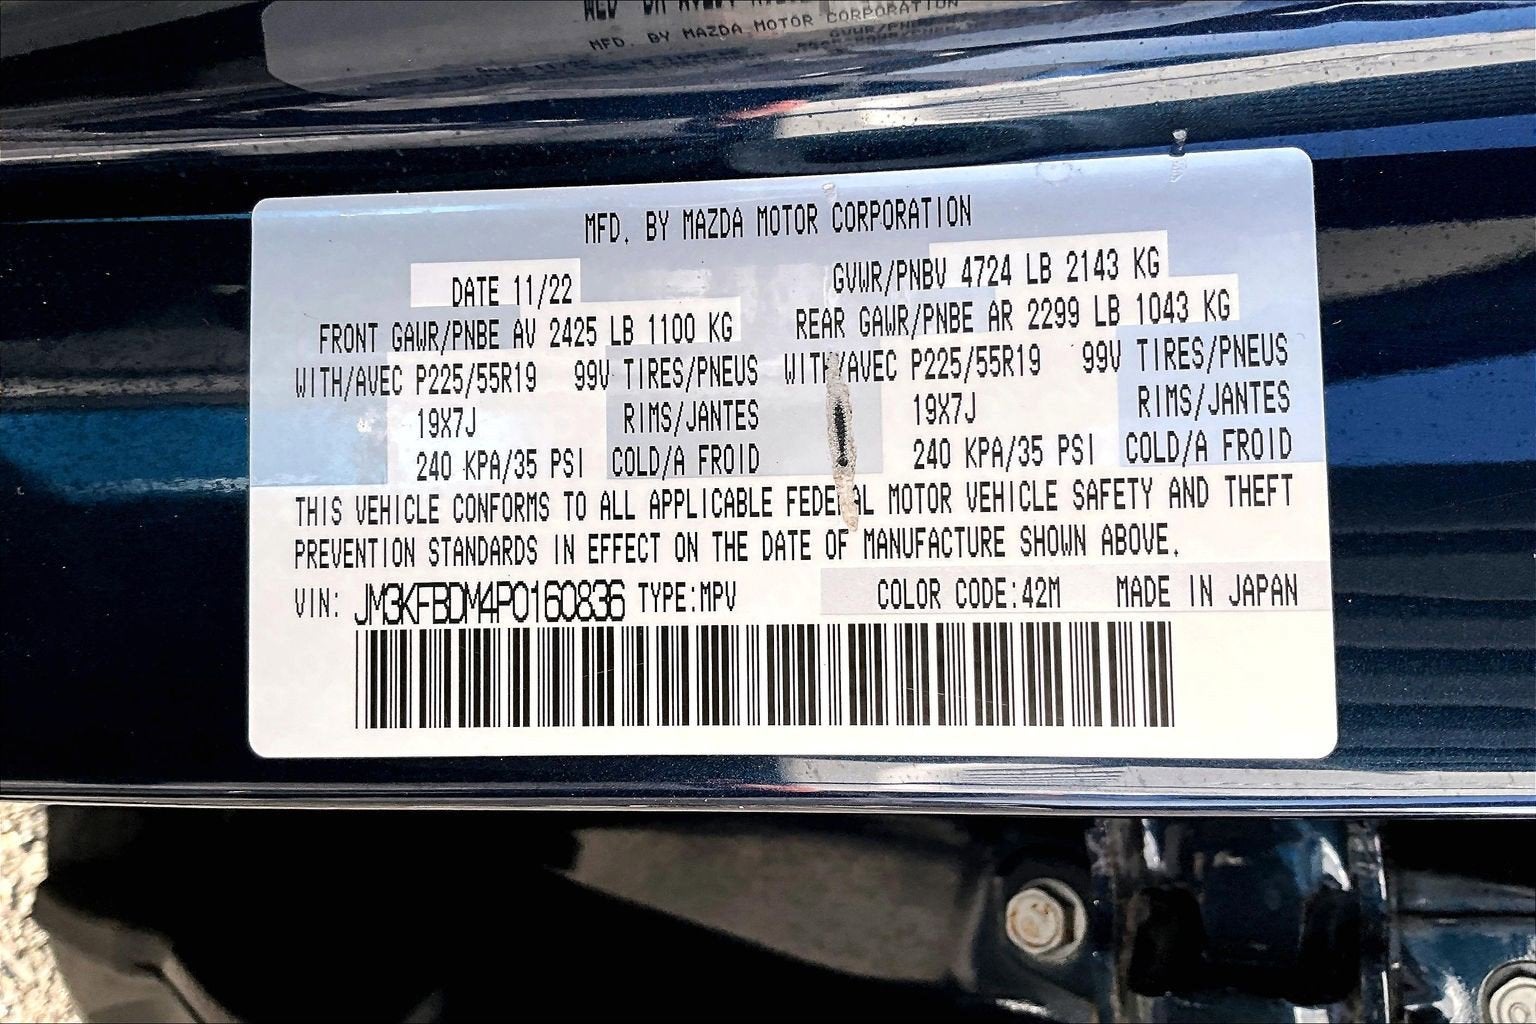 MFD. BY MAZDA MOTOR CORPORATION
MFD. BY MAZDA MOTOR CORPORATION
DATE 11/22 GVWR/PNBV 4724 LB 2143 KG
FRONT GAWR/PNBE AV 2425 LB 1100 KG REAR GAWR/PNBE AR 2299 LB 1043 KG
WITH/AVEC P225/55R19 99V TIRES/PNEUS WITH/AVEC P225/55R19 99V TIRES/PNEUS
19X7J RIMS/JANTES 19X7J RIMS/JANTES
240 KPA/35 PSI COLD/A FROID 240 KPA/35 PSI COLD/A FROID
THIS VEHICLE CONFORMS TO ALL APPLICABLE FEDERAL MOTOR VEHICLE SAFETY AND THEFT
PREVENTION STANDARDS IN EFFECT ON THE DATE OF MANUFACTURE SHOWN ABOVE.
VIN: JM3KFBDM4P0160836 TYPE:MPV COLOR CODE:42M MADE IN JAPAN